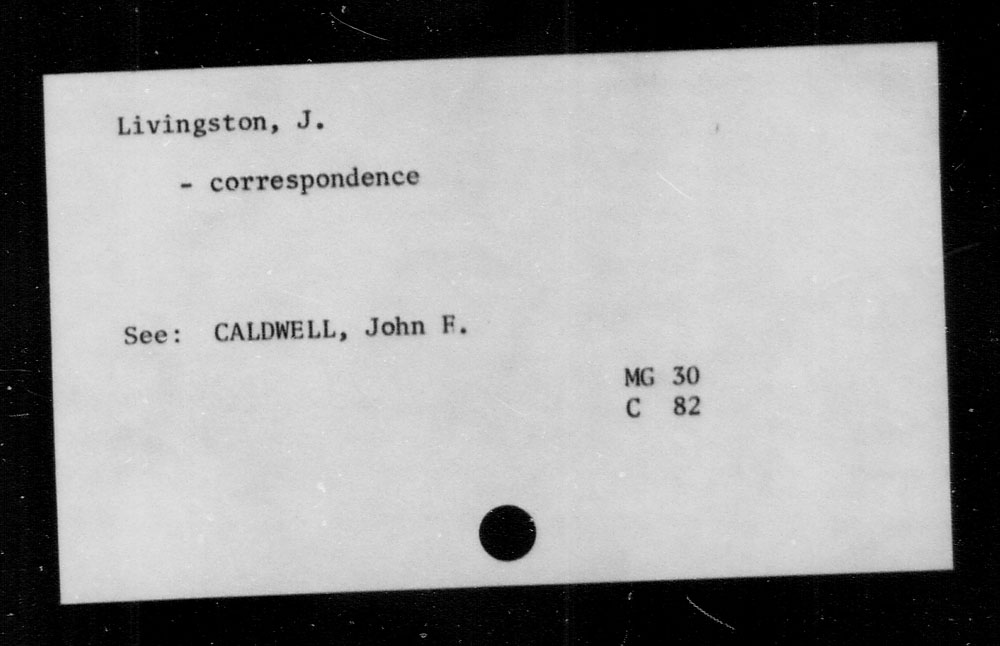 Livingston, J.
- correspondence
See: CALDWELL, John F.
MG 30
C 82